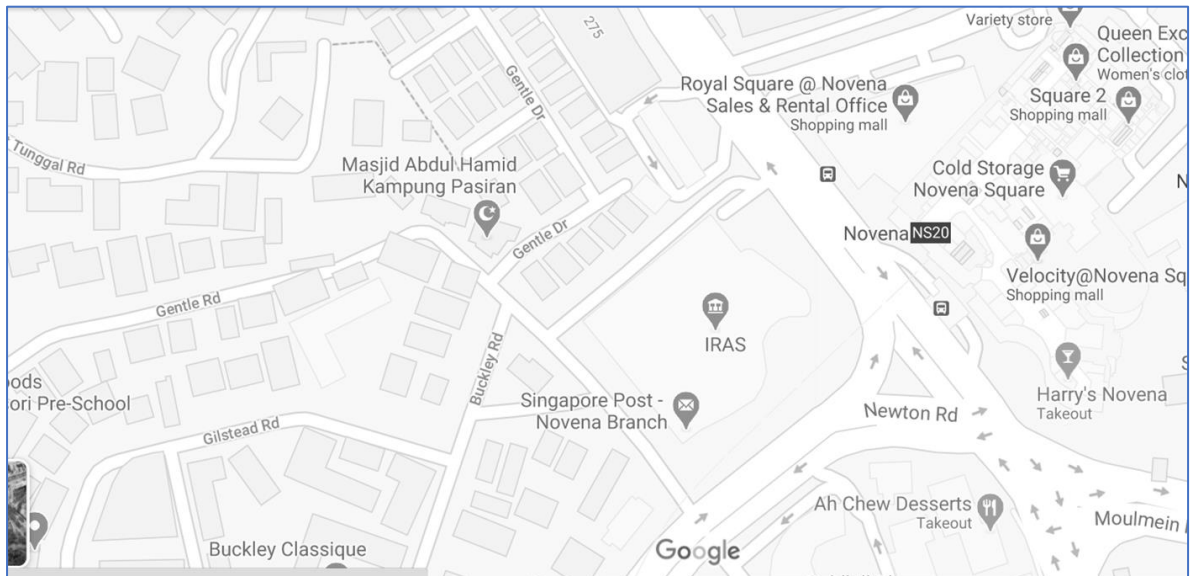 275
Variety store
Queen Exc
Collection
Women's clot
Gentle Dr
Royal Square @ Novena
Sales & Rental Office
Shopping mall
Square 2
Shopping mall
Tunggal Rd
Masjid Abdul Hamid
Kampung Pasiran
Cold Storage
Novena Square
N
Gentle Dr
Novena NS20
Velocity@Novena Sq
Shopping mall
Gentle Rd
IRAS
Buckley Rd
S
oods
ori Pre-School
Harry's Novena
Takeout
Singapore Post -
Novena Branch
Newton Rd
Gilstead Rd
Ah Chew Desserts
Takeout
Moulmein
Buckley Classique
Google